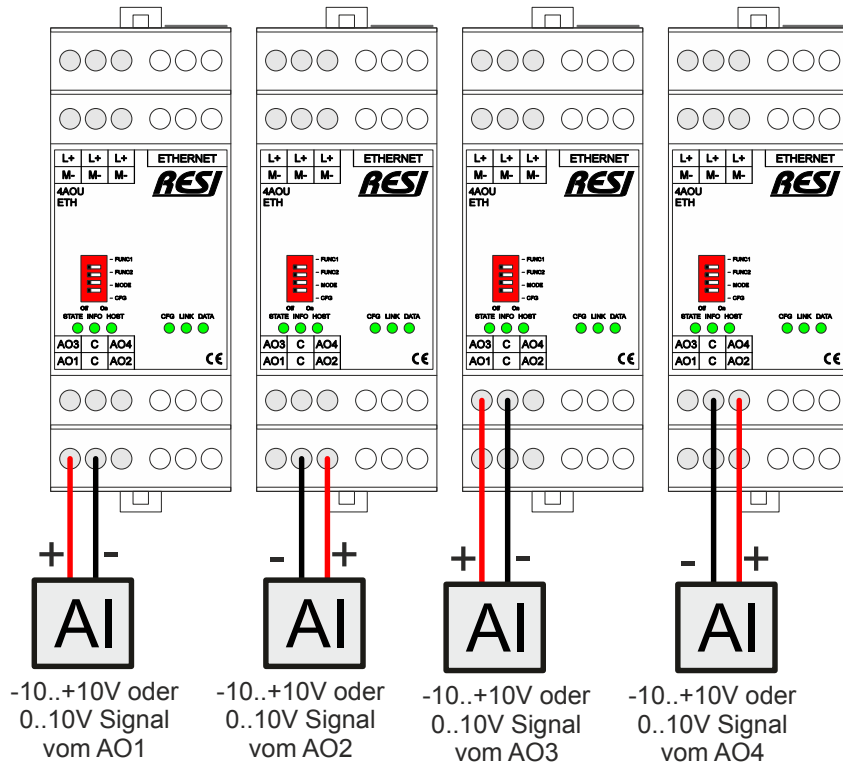 L+ L+ L+ ETHERNET
M- M- M- RESI
4AOU
ETH
- FUNC1
- FUNC2
- MODE
- CFG
Off On
STATE INFO HOST CFG LINK DATA
AO3 C AO4
AO1 C AO2 CE
+ -
AI
-10..+10V oder
0..10V Signal
vom AO1
L+ L+ L+ ETHERNET
M- M- M- RESI
4AOU
ETH
- FUNC1
- FUNC2
- MODE
- CFG
Off On
STATE INFO HOST CFG LINK DATA
AO3 C AO4
AO1 C AO2 CE
- +
AI
-10..+10V oder
0..10V Signal
vom AO2
L+ L+ L+ ETHERNET
M- M- M- RESI
4AOU
ETH
- FUNC1
- FUNC2
- MODE
- CFG
Off On
STATE INFO HOST CFG LINK DATA
AO3 C AO4
AO1 C AO2 CE
+ -
AI
-10..+10V oder
0..10V Signal
vom AO3
L+ L+ L+ ETHERNET
M- M- M- RESI
4AOU
ETH
- FUNC1
- FUNC2
- MODE
- CFG
Off On
STATE INFO HOST CFG LINK DATA
AO3 C AO4
AO1 C AO2 CE
- +
AI
-10..+10V oder
0..10V Signal
vom AO4